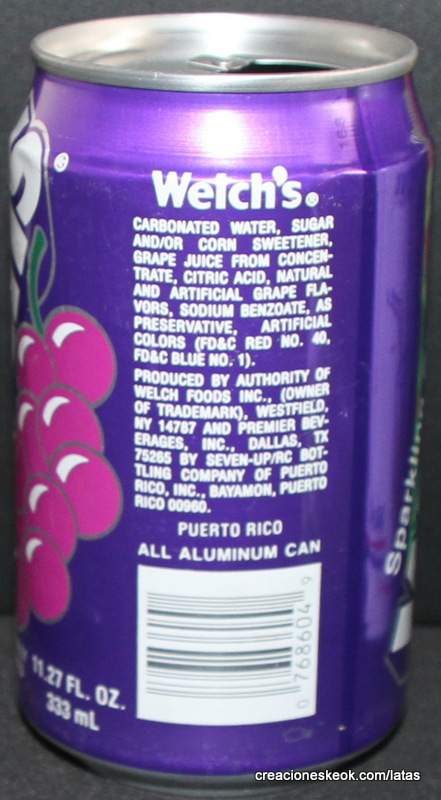 Welch's®
CARBONATED WATER, SUGAR
AND/OR CORN SWEETENER,
GRAPE JUICE FROM CONCEN-
TRATE, CITRIC ACID, NATURAL
AND ARTIFICIAL GRAPE FLA-
VORS, SODIUM BENZOATE, AS
PRESERVATIVE, ARTIFICIAL
COLORS (FD&C RED NO. 40,
FD&C BLUE NO. 1).
PRODUCED BY AUTHORITY OF
WELCH FOODS INC., (OWNER
OF TRADEMARK), WESTFIELD,
NY 14787 AND PREMIER BEV-
ERAGES, INC., DALLAS, TX
75265 BY SEVEN-UP/RC BOT-
TLING COMPANY OF PUERTO
RICO, INC., BAYAMON, PUERTO
RICO 00960.
PUERTO RICO
ALL ALUMINUM CAN
0 768604 9
11.27 FL. OZ.
333 mL
Sparkling
creacioneskeok.com/latas